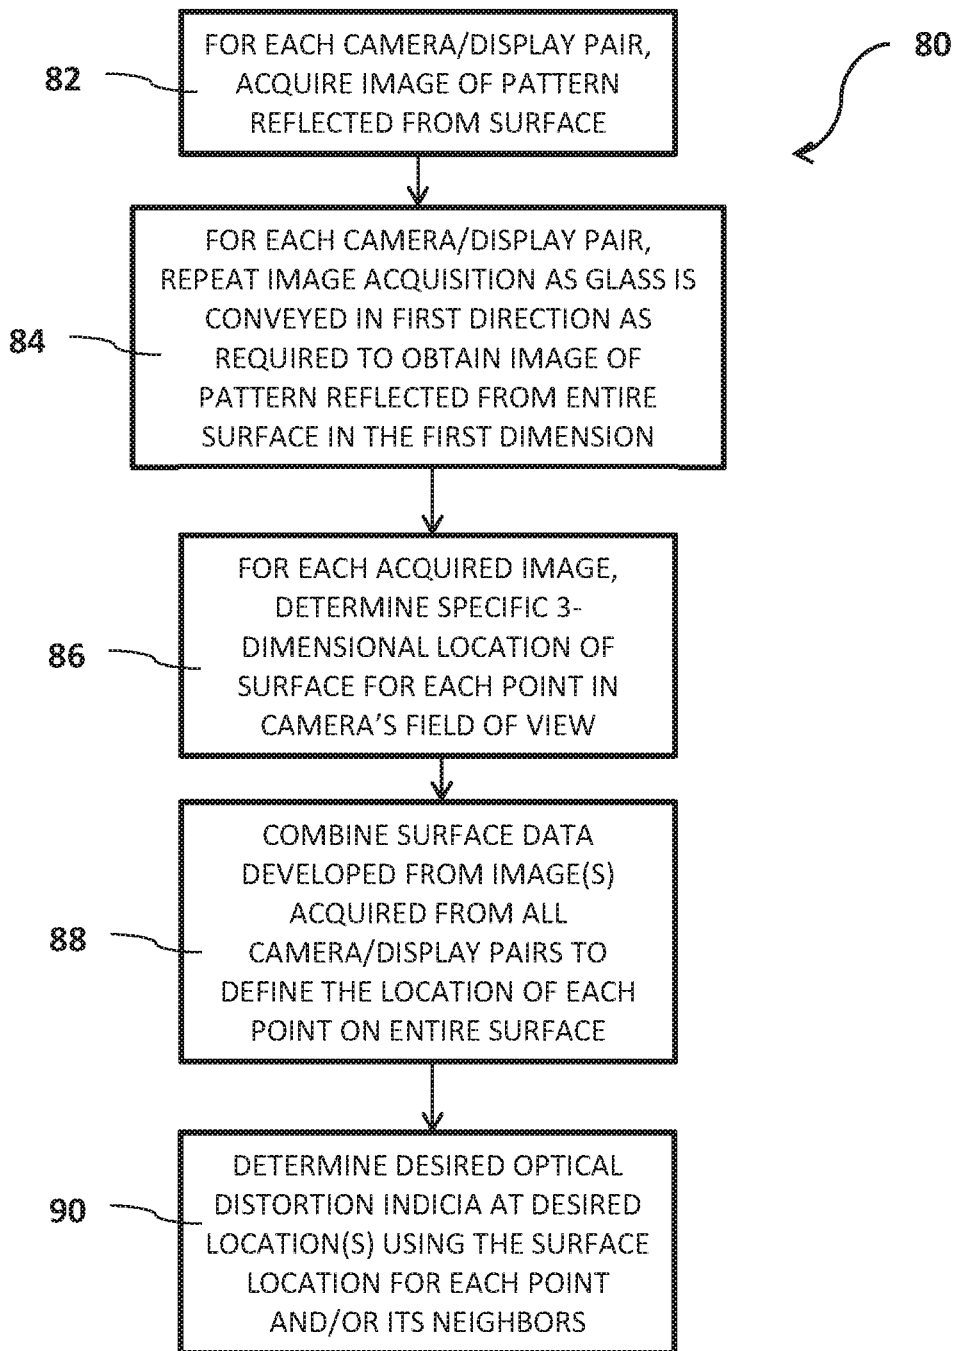 80
82
FOR EACH CAMERA/DISPLAY PAIR,
ACQUIRE IMAGE OF PATTERN
REFLECTED FROM SURFACE
84
FOR EACH CAMERA/DISPLAY PAIR,
REPEAT IMAGE ACQUISITION AS GLASS IS
CONVEYED IN FIRST DIRECTION AS
REQUIRED TO OBTAIN IMAGE OF
PATTERN REFLECTED FROM ENTIRE
SURFACE IN THE FIRST DIMENSION
86
FOR EACH ACQUIRED IMAGE,
DETERMINE SPECIFIC 3-
DIMENSIONAL LOCATION OF
SURFACE FOR EACH POINT IN
CAMERA'S FIELD OF VIEW
88
COMBINE SURFACE DATA
DEVELOPED FROM IMAGE(S)
ACQUIRED FROM ALL
CAMERA/DISPLAY PAIRS TO
DEFINE THE LOCATION OF EACH
POINT ON ENTIRE SURFACE
90
DETERMINE DESIRED OPTICAL
DISTORTION INDICIA AT DESIRED
LOCATION(S) USING THE SURFACE
LOCATION FOR EACH POINT
AND/OR ITS NEIGHBORS